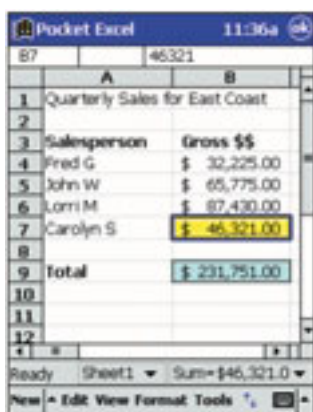 Pocket Excel 11:36a ok
B7 46321
A B
1 Quarterly Sales for East Coast
2
3 Salesperson Gross $$
4 Fred G $ 32,225.00
5 John W $ 65,775.00
6 Lorri M $ 87,430.00
7 Carolyn S $ 46,321.00
8
9 Total $ 231,751.00
10
11
12
Ready Sheet1 Sum=$46,321.0
New Edit View Format Tools